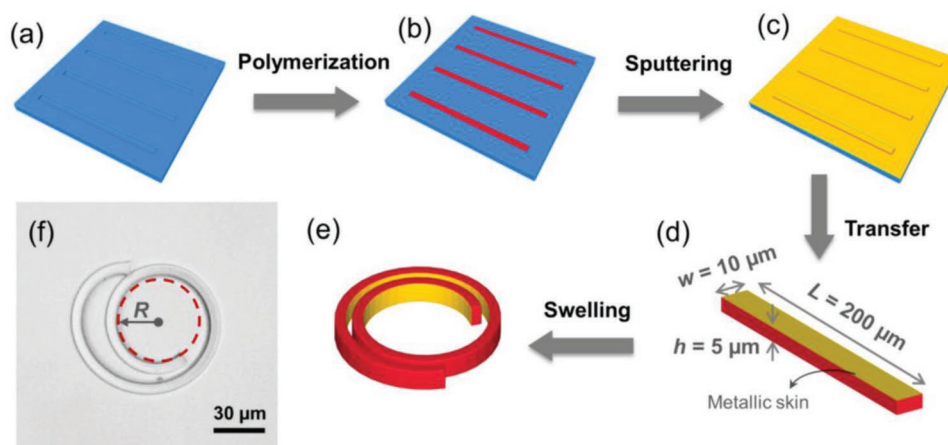 (a)
Polymerization
(b)
Sputtering
(c)
Transfer
(d)
w = 10 µm
L = 200 µm
h = 5 µm
Metallic skin
Swelling
(e)
(f)
R
30 µm